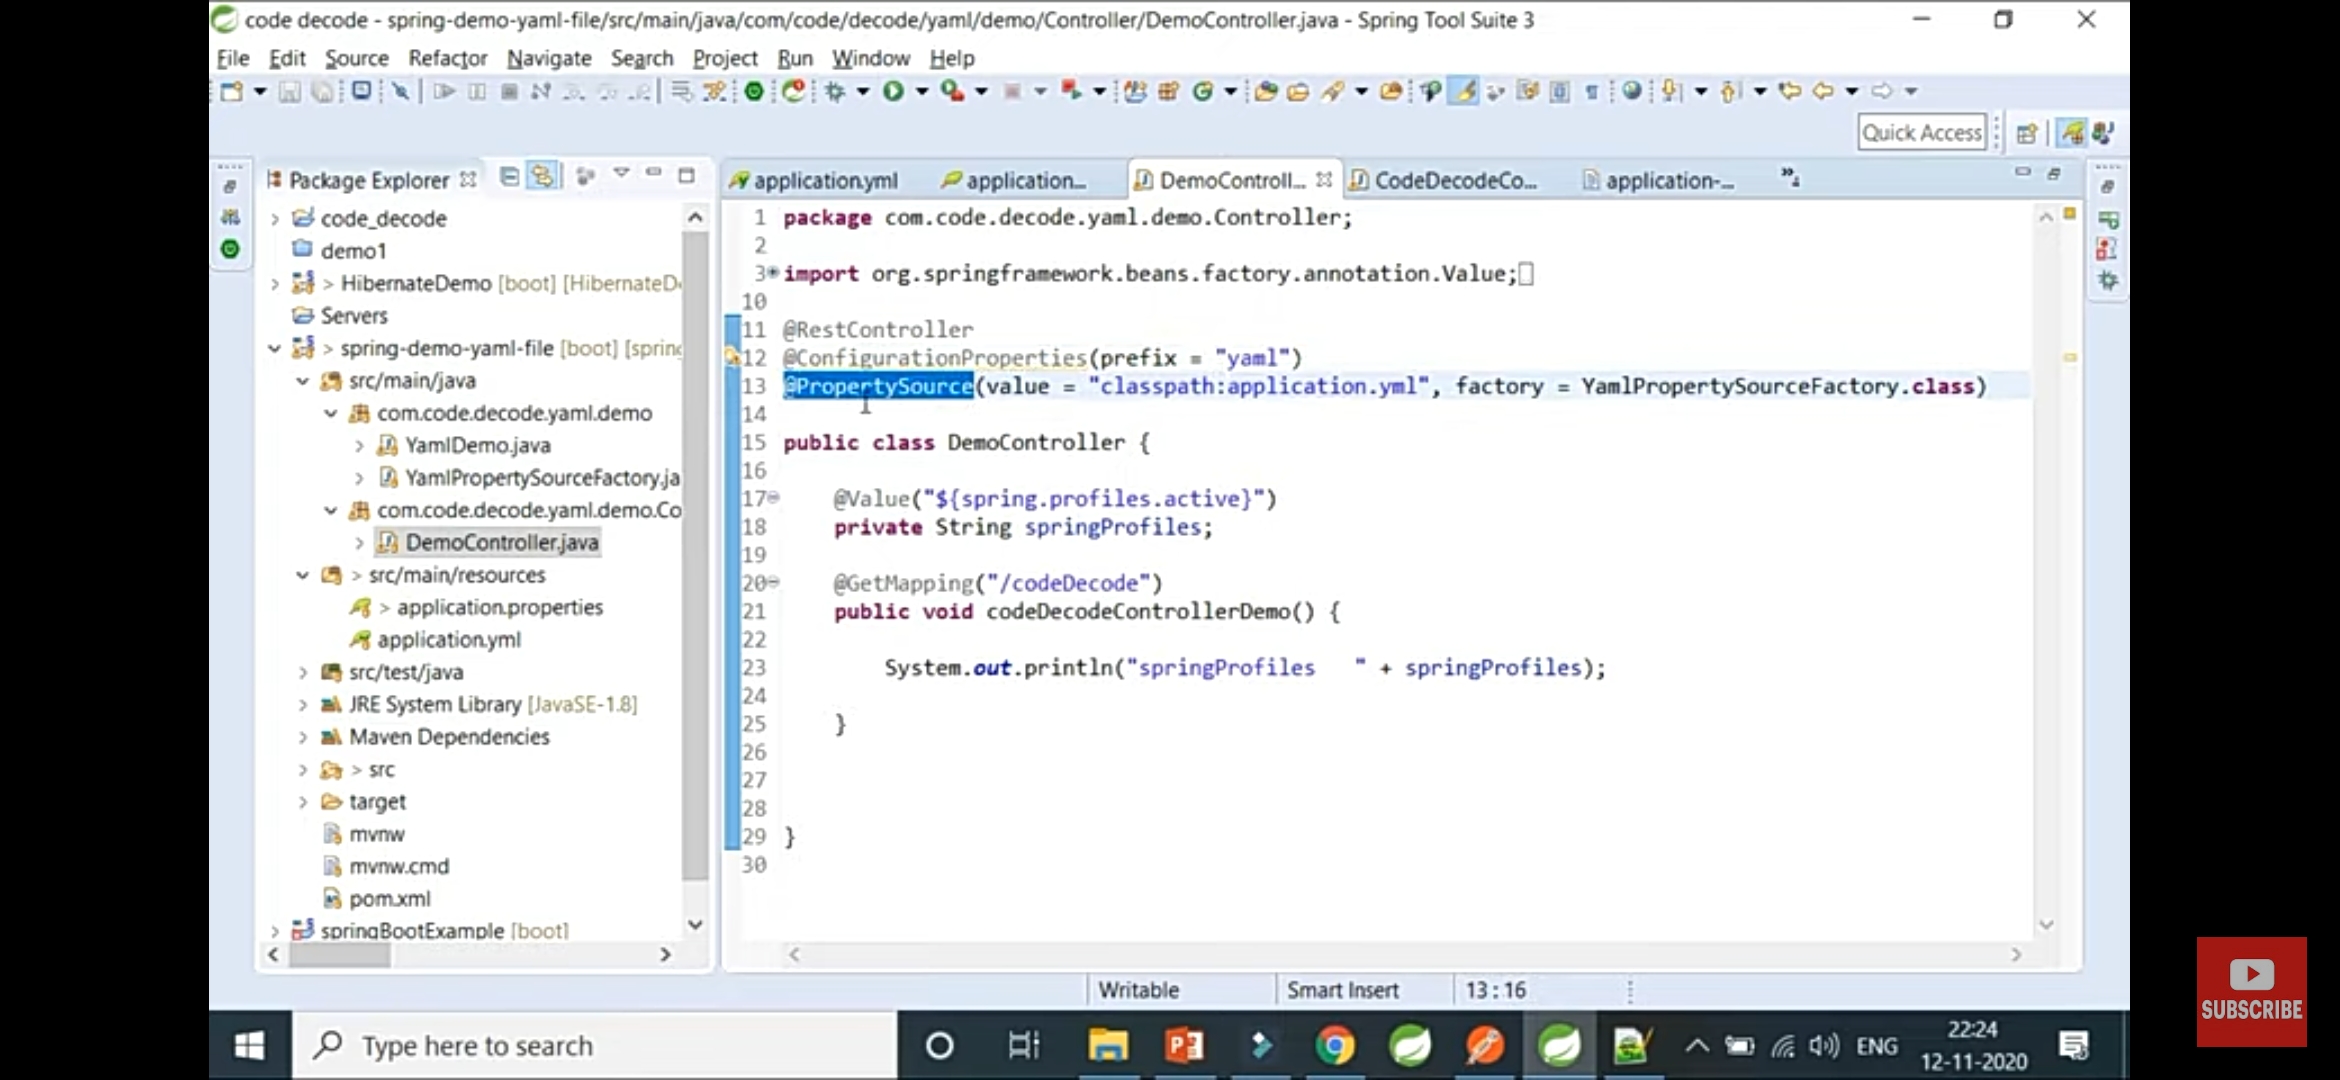 code decode - spring-demo-yaml-file/src/main/java/com/code/decode/yaml/demo/Controller/DemoController.java - Spring Tool Suite 3
File Edit Source Refactor Navigate Search Project Run Window Help
Quick Access
Package Explorer
code_decode
demo1
> HibernateDemo [boot] [HibernateD
Servers
> spring-demo-yaml-file [boot] [spring
src/main/java
com.code.decode.yaml.demo
YamlDemo.java
YamlPropertySourceFactory.ja
com.code.decode.yaml.demo.Co
DemoController.java
> src/main/resources
> application.properties
application.yml
src/test/java
JRE System Library [JavaSE-1.8]
Maven Dependencies
> src
target
mvnw
mvnw.cmd
pom.xml
springBootExample [boot]
application.yml application... DemoControll... CodeDecodeCo... application-...
1 package com.code.decode.yaml.demo.Controller;
2
3 import org.springframework.beans.factory.annotation.Value;
10
11 @RestController
12 @ConfigurationProperties(prefix = "yaml")
13 @PropertySource(value = "classpath:application.yml", factory = YamlPropertySourceFactory.class)
14
15 public class DemoController {
16
17 @Value("${spring.profiles.active}")
18 private String springProfiles;
19
20 @GetMapping("/codeDecode")
21 public void codeDecodeControllerDemo() {
22
23 System.out.println("springProfiles   " + springProfiles);
24
25 }
26
27
28
29 }
30
Writable Smart Insert 13 : 16
Type here to search
ENG
22:24
12-11-2020
SUBSCRIBE